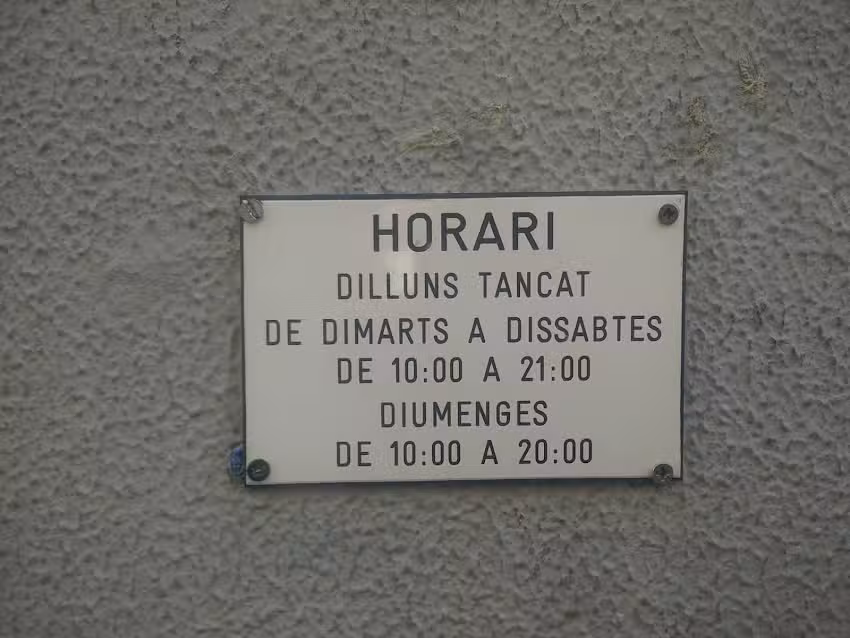 HORARI
DILLUNS TANCAT
DE DIMARTS A DISSABTES
DE 10:00 A 21:00
DIUMENGES
DE 10:00 A 20:00